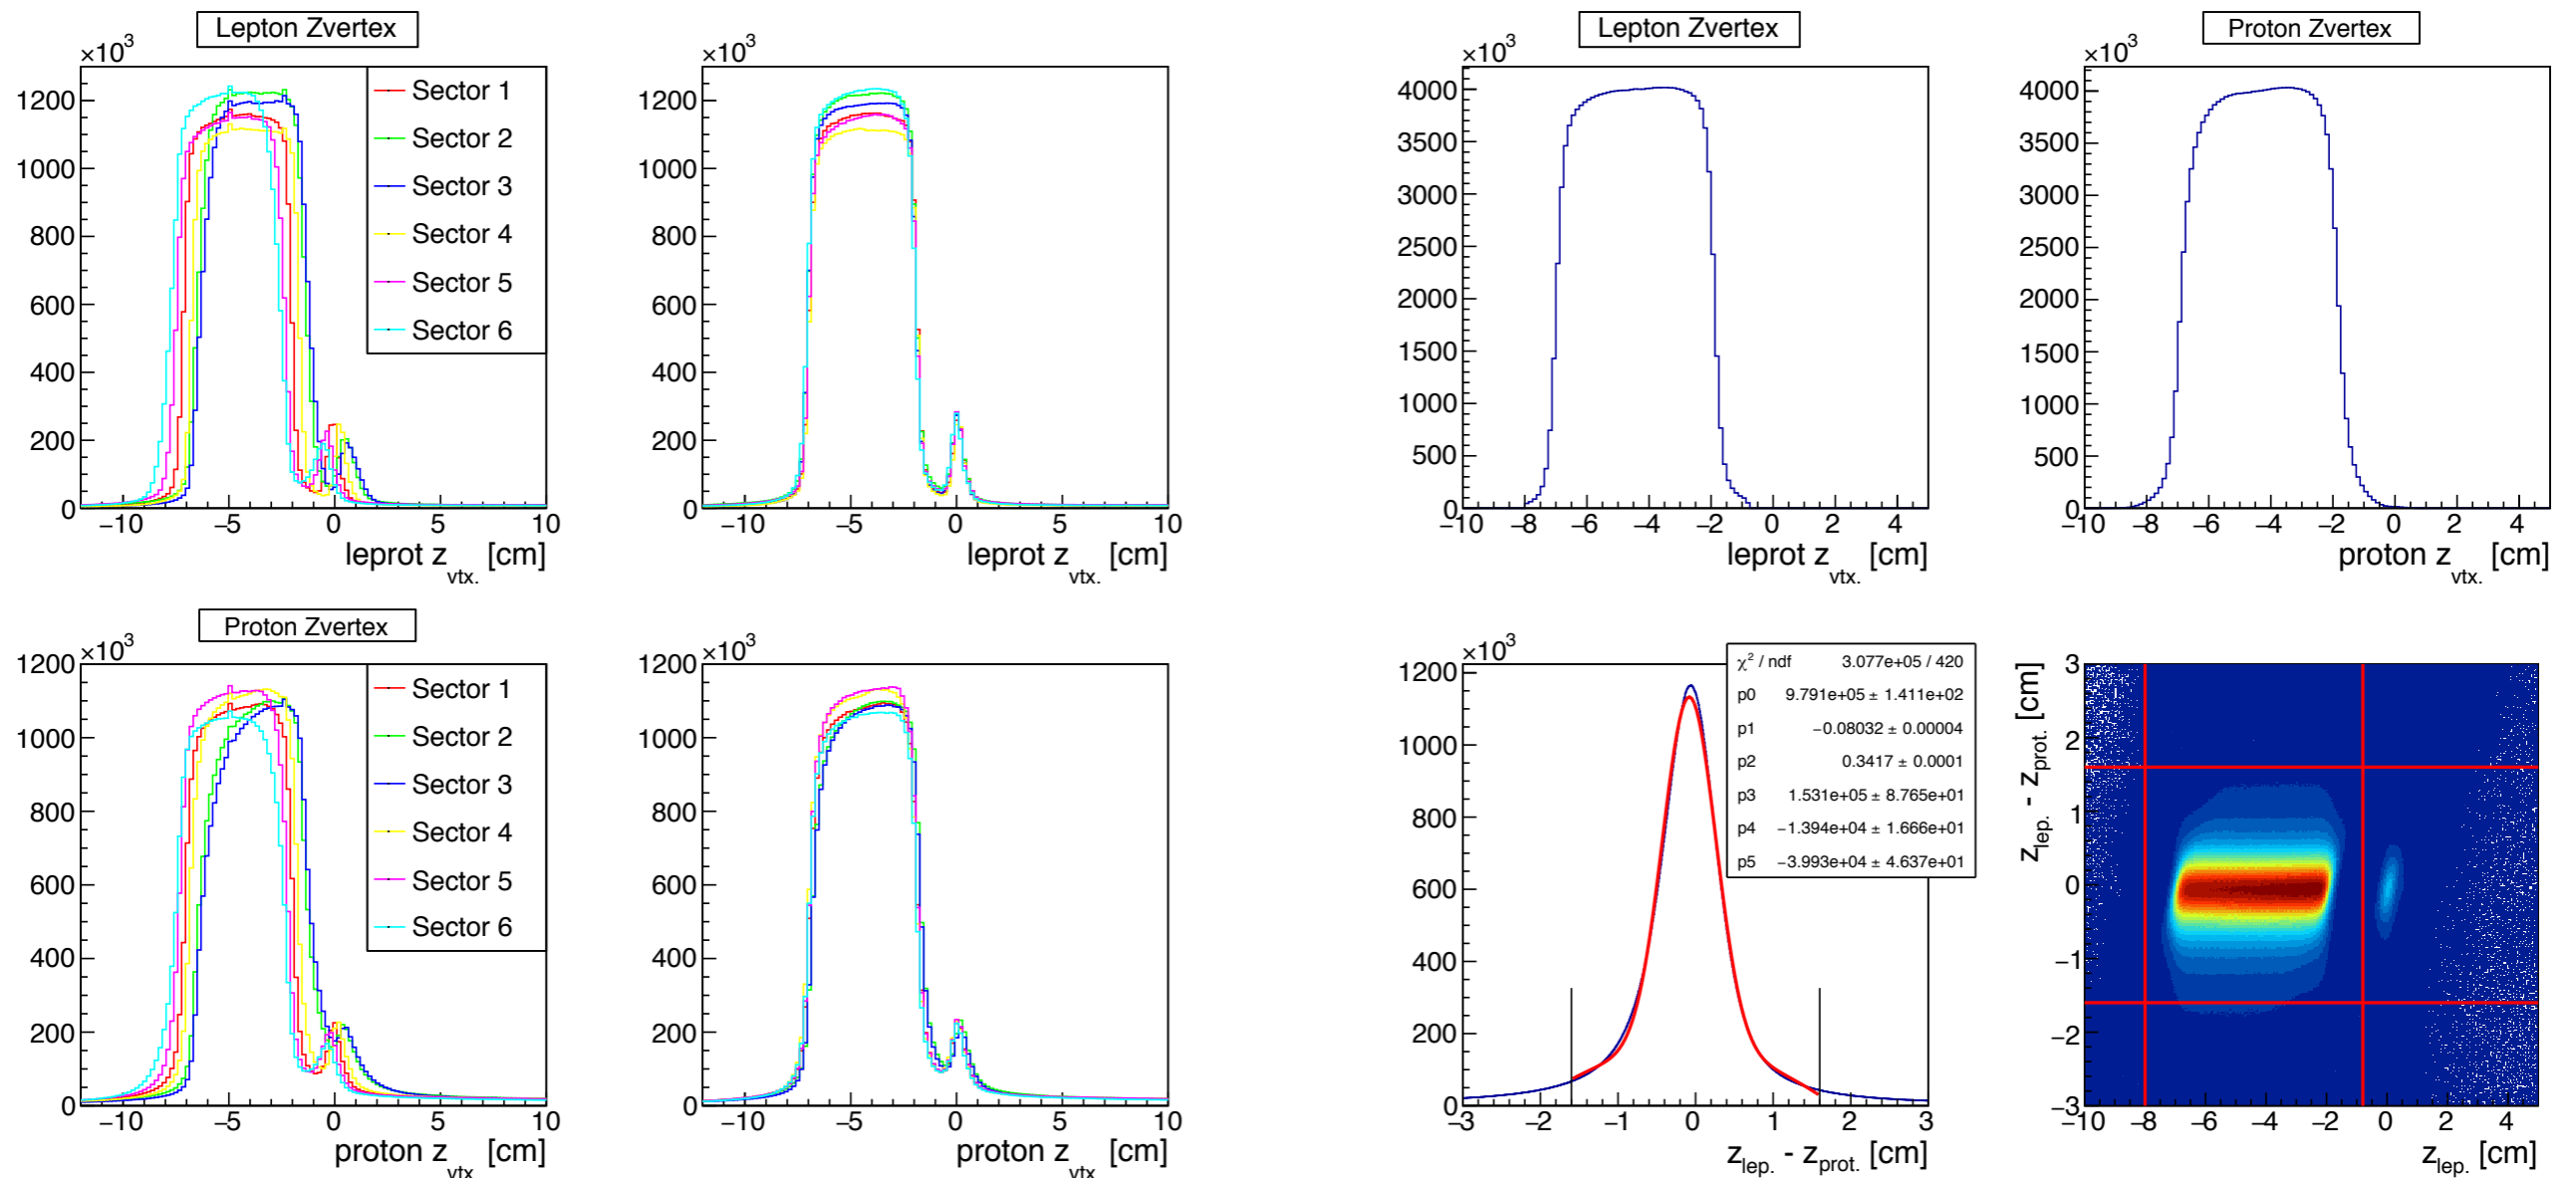 Lepton Zvertex
×10³
1200
1000
800
600
400
200
0
Sector 1
Sector 2
Sector 3
Sector 4
Sector 5
Sector 6
−10 −5 0 5 10
leprot z vtx. [cm]
×10³
1200
1000
800
600
400
200
0
−10 −5 0 5 10
leprot z vtx. [cm]
Lepton Zvertex
×10³
4000
3500
3000
2500
2000
1500
1000
500
0
−10 −8 −6 −4 −2 0 2 4
leprot z vtx. [cm]
Proton Zvertex
×10³
4000
3500
3000
2500
2000
1500
1000
500
0
−10 −8 −6 −4 −2 0 2 4
proton z vtx. [cm]
Proton Zvertex
×10³
1200
1000
800
600
400
200
0
Sector 1
Sector 2
Sector 3
Sector 4
Sector 5
Sector 6
−10 −5 0 5 10
proton z vtx [cm]
×10³
1200
1000
800
600
400
200
0
−10 −5 0 5 10
proton z vtx [cm]
×10³
1200
1000
800
600
400
200
0
χ² / ndf 3.077e+05 / 420
p0 9.791e+05 ± 1.411e+02
p1 −0.08032 ± 0.00004
p2 0.3417 ± 0.0001
p3 1.531e+05 ± 8.765e+01
p4 −1.394e+04 ± 1.666e+01
p5 −3.993e+04 ± 4.637e+01
−3 −2 −1 0 1 2 3
z lep. - z prot. [cm]
z lep. - z prot. [cm]
3
2
1
0
−1
−2
−3
−10 −8 −6 −4 −2 0 2 4
z lep. [cm]